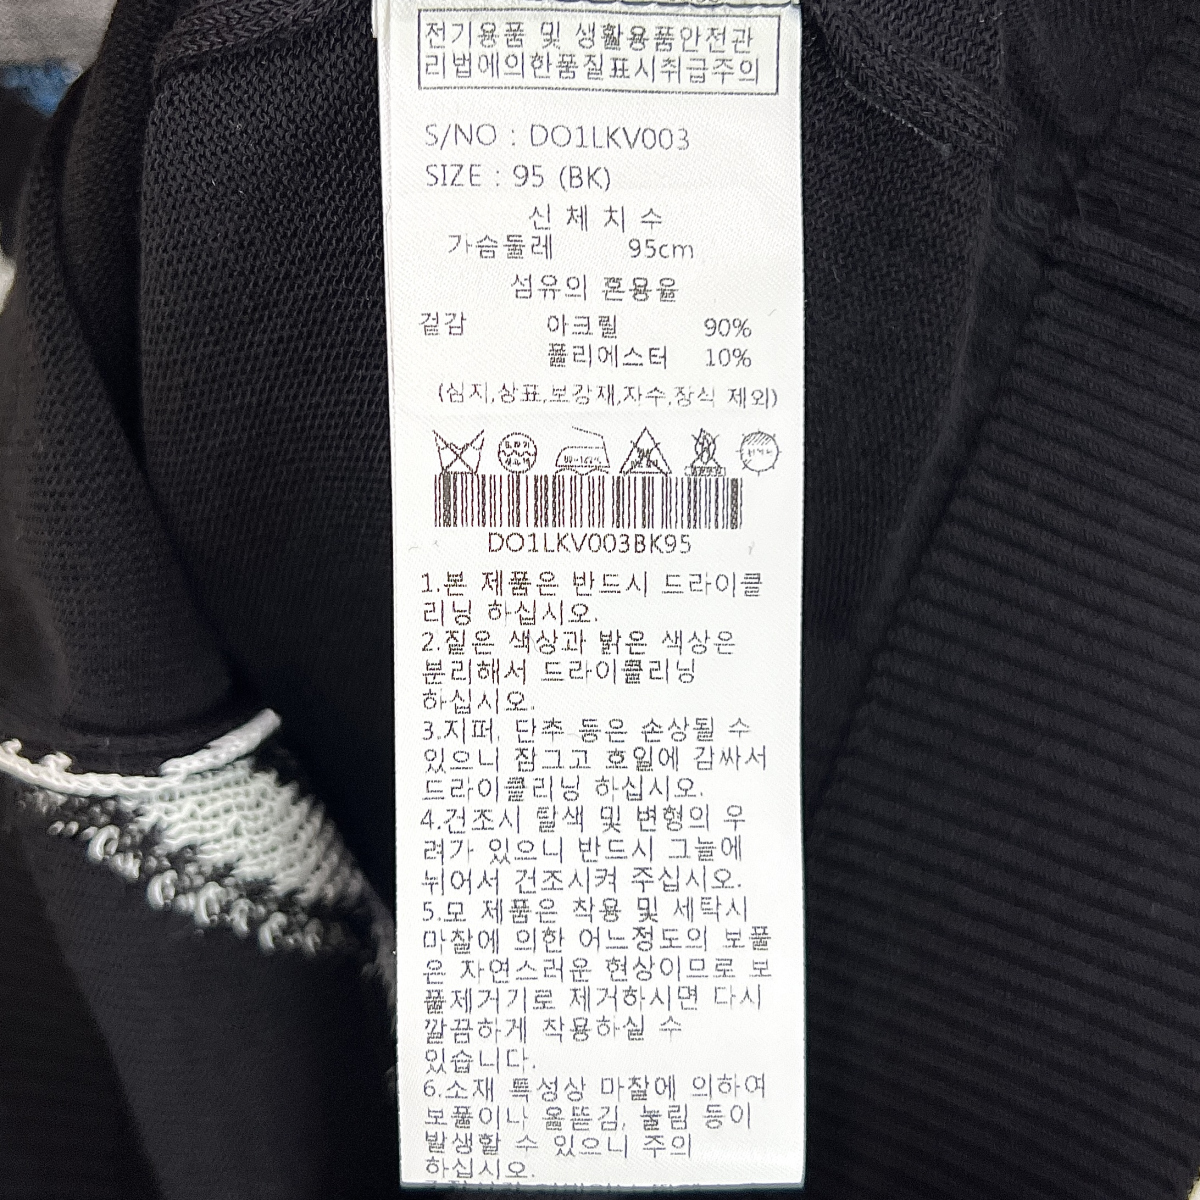 전기용품 및 생활용품안전관
리법에의한품질표시취급주의
S/NO : DO1LKV003
SIZE : 95 (BK)
신 체 치 수
가슴둘레 95cm
섬유의 혼용율
겉감 아크릴 90%
폴리에스터 10%
(심지,상표,보강재,자수,장식 제외)
DO1LKV003BK95
1.본 제품은 반드시 드라이클
리닝 하십시오.
2.짙은 색상과 밝은 색상은
분리해서 드라이클리닝
하십시오.
3.지퍼, 단추 등은 손상될 수
있으니 잠그고 호일에 감싸서
드라이클리닝 하십시오.
4.건조시 탈색 및 변형의 우
려가 있으니 반드시 그늘에
뉘어서 건조시켜 주십시오.
5.모 제품은 착용 및 세탁시
마찰에 의한 어느정도의 보풀
은 자연스러운 현상이므로 보
풀제거기로 제거하시면 다시
깔끔하게 착용하실 수
있습니다.
6.소재 특성상 마찰에 의하여
보풀이나 올뜯김, 눌림 등이
발생할 수 있으니 주의
하십시오.